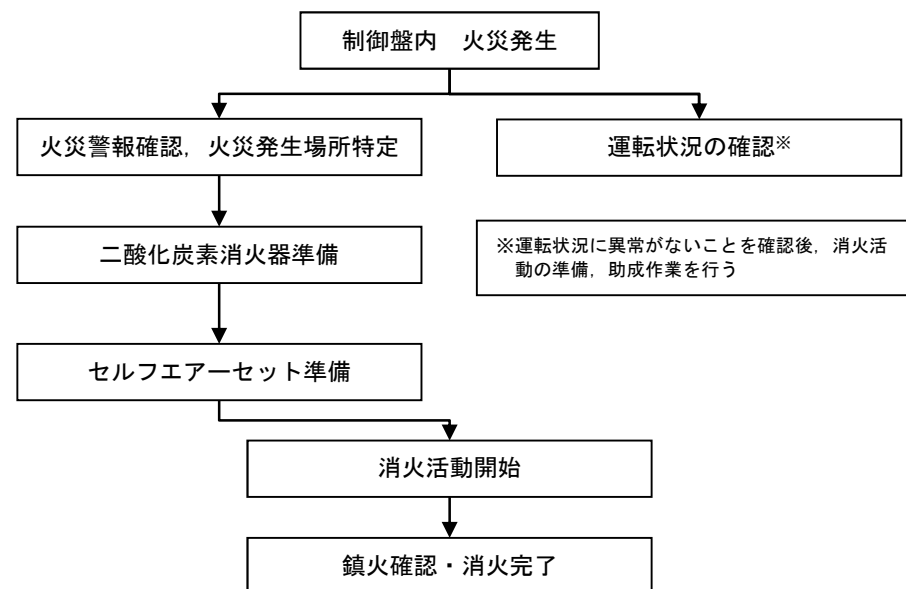 制御盤内　火災発生
火災警報確認，火災発生場所特定
運転状況の確認※
二酸化炭素消火器準備
※運転状況に異常がないことを確認後，消火活
動の準備，助成作業を行う
セルフエアーセット準備
消火活動開始
鎮火確認・消火完了